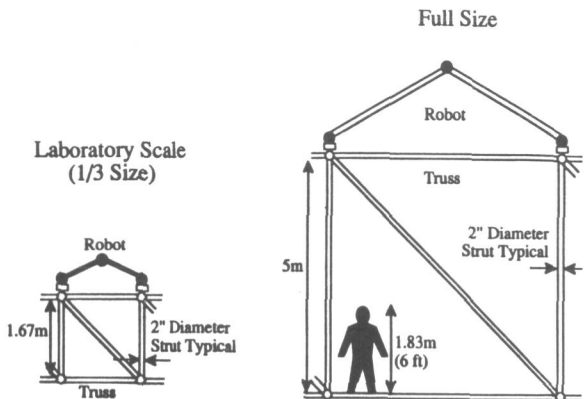 Full Size
Robot
Laboratory Scale
(1/3 Size)
Truss
Robot
2" Diameter
Strut Typical
5m
1.67m
2" Diameter
Strut Typical
1.83m
(6 ft)
Truss